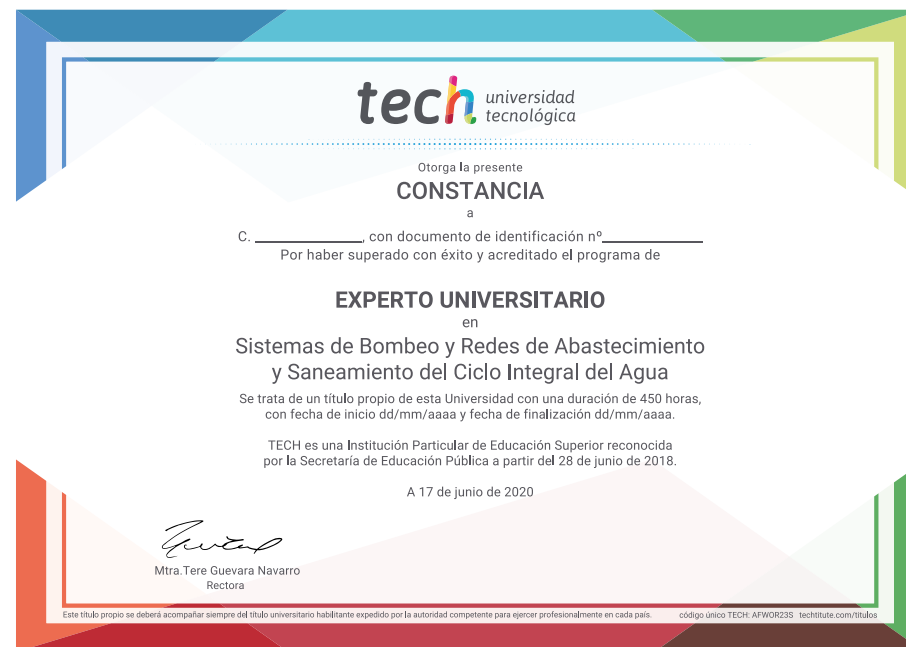 tech universidad
tecnológica
Otorga la presente
CONSTANCIA
a
C. ____________, con documento de identificación nº____________
Por haber superado con éxito y acreditado el programa de
EXPERTO UNIVERSITARIO
en
Sistemas de Bombeo y Redes de Abastecimiento
y Saneamiento del Ciclo Integral del Agua
Se trata de un título propio de esta Universidad con una duración de 450 horas,
con fecha de inicio dd/mm/aaaa y fecha de finalización dd/mm/aaaa.
TECH es una Institución Particular de Educación Superior reconocida
por la Secretaría de Educación Pública a partir del 28 de junio de 2018.
A 17 de junio de 2020
Mtra.Tere Guevara Navarro
Rectora
Este título propio se deberá acompañar siempre del título universitario habilitante expedido por la autoridad competente para ejercer profesionalmente en cada país. código único TECH: AFWOR23S techtitute.com/titulos